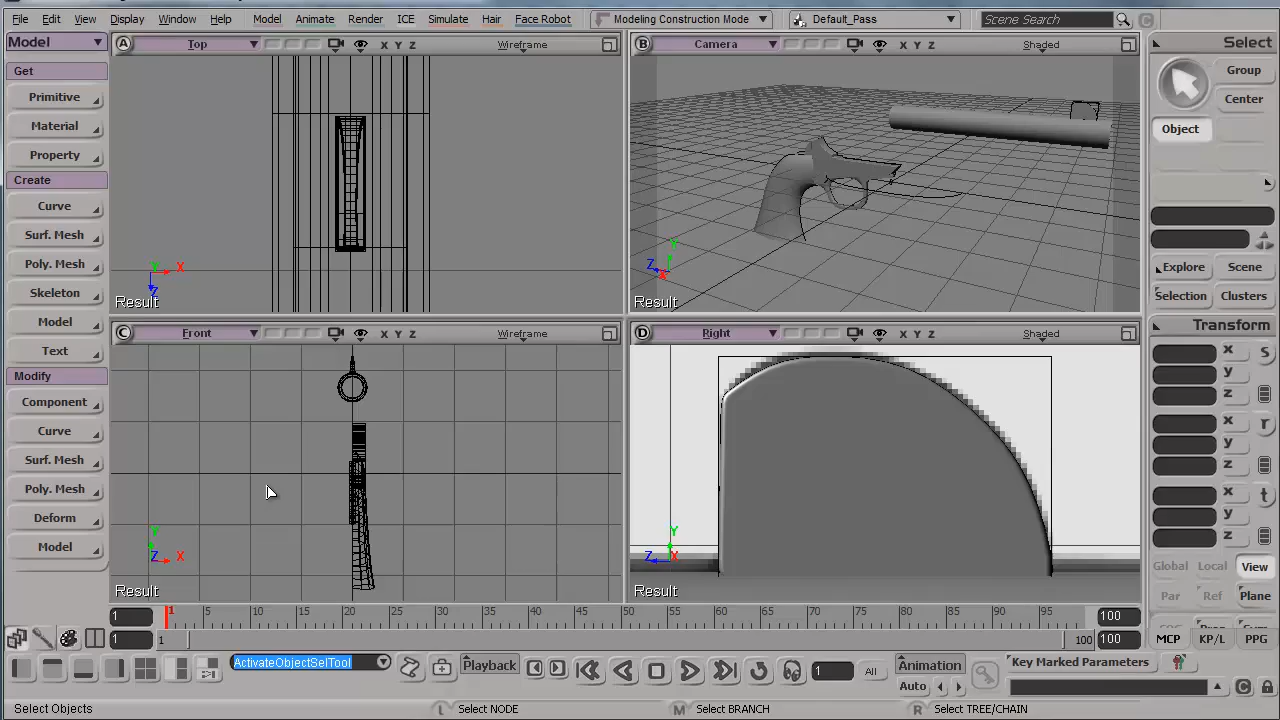 File Edit View Display Window Help Model Animate Render ICE Simulate Hair Face Robot Modeling Construction Mode Default_Pass Scene Search
Model
Get
Primitive
Material
Property
Create
Curve
Surf. Mesh
Poly. Mesh
Skeleton
Model
Text
Modify
Component
Curve
Surf. Mesh
Poly. Mesh
Deform
Model
A Top X Y Z Wireframe
Y X
Z
Result
B Camera X Y Z Shaded
Y
Z X
Result
C Front X Y Z Wireframe
Y
Z X
Result
D Right X Y Z Shaded
Y
Z X
Result
Select
Group
Center
Object
Explore Scene
Selection Clusters
Transform
x s
y
z
x r
y
z
x t
y
z
Global Local View
Par Ref Plane
MCP KP/L PPG
1 1 5 10 15 20 25 30 35 40 45 50 55 60 65 70 75 80 85 90 95 100
1 1 100 100
ActivateObjectSelTool Playback 1 All Animation Key Marked Parameters
Auto
Select Objects L Select NODE M Select BRANCH R Select TREE/CHAIN